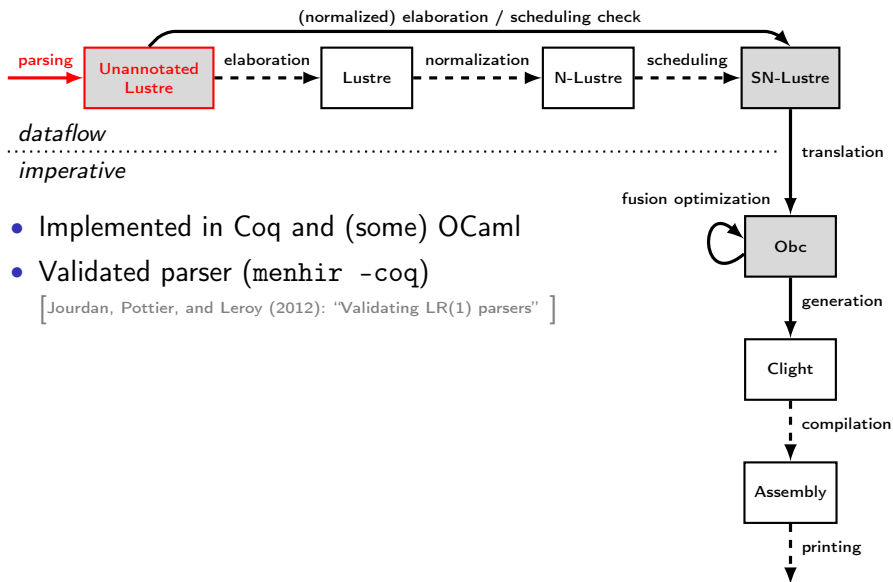 (normalized) elaboration / scheduling check
parsing
Unannotated
Lustre
elaboration
Lustre
normalization
N-Lustre
scheduling
SN-Lustre
dataflow
imperative
translation
fusion optimization
Obc
• Implemented in Coq and (some) OCaml
• Validated parser (menhir -coq)
[Jourdan, Pottier, and Leroy (2012): “Validating LR(1) parsers” ]
generation
Clight
compilation
Assembly
printing